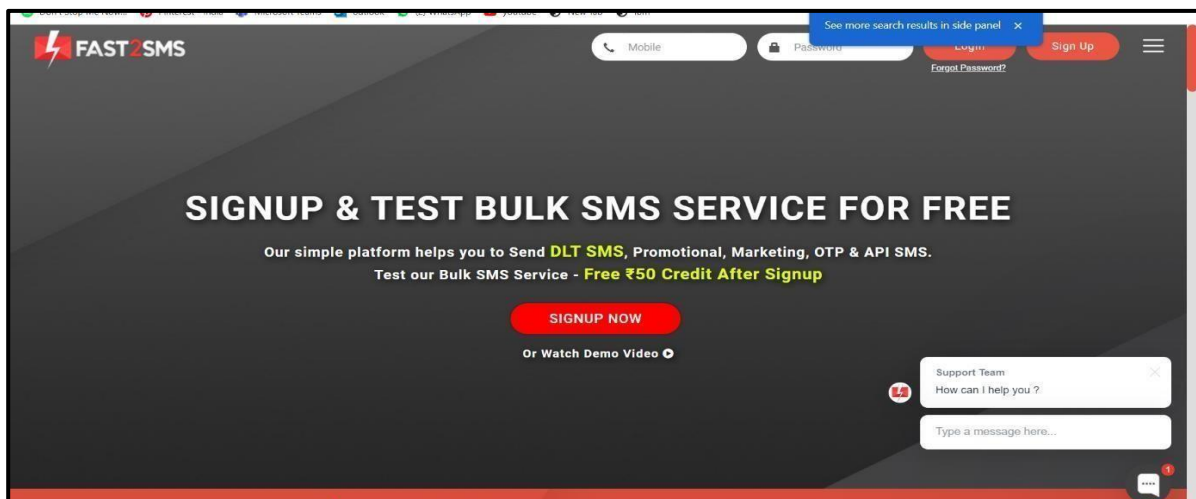 See more search results in side panel ×
FAST2SMS
Mobile
Password
Login
Sign Up
Forgot Password?
SIGNUP & TEST BULK SMS SERVICE FOR FREE
Our simple platform helps you to Send DLT SMS, Promotional, Marketing, OTP & API SMS.
Test our Bulk SMS Service - Free ₹50 Credit After Signup
SIGNUP NOW
Or Watch Demo Video
Support Team
How can I help you ?
Type a message here...
1